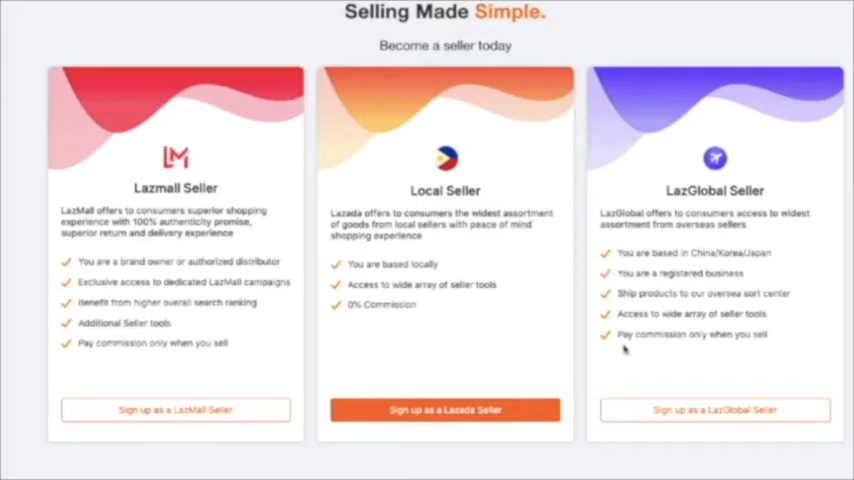 Selling Made Simple.
Become a seller today
Lazmall Seller
LazMall offers to consumers superior shopping
experience with 100% authenticity promise,
superior return and delivery experience
You are a brand owner or authorized distributor
Exclusive access to dedicated LazMall campaigns
Benefit from higher overall search ranking
Additional Seller tools
Pay commission only when you sell
Sign up as a LazMall Seller
Local Seller
Lazada offers to consumers the widest assortment
of goods from local sellers with peace of mind
shopping experience
You are based locally
Access to wide array of seller tools
0% Commission
Sign up as a Lazada Seller
LazGlobal Seller
LazGlobal offers to consumers access to widest
assortment from overseas sellers
You are based in China/Korea/Japan
You are a registered business
Ship products to our oversea sort center
Access to wide array of seller tools
Pay commission only when you sell
Sign up as a LazGlobal Seller